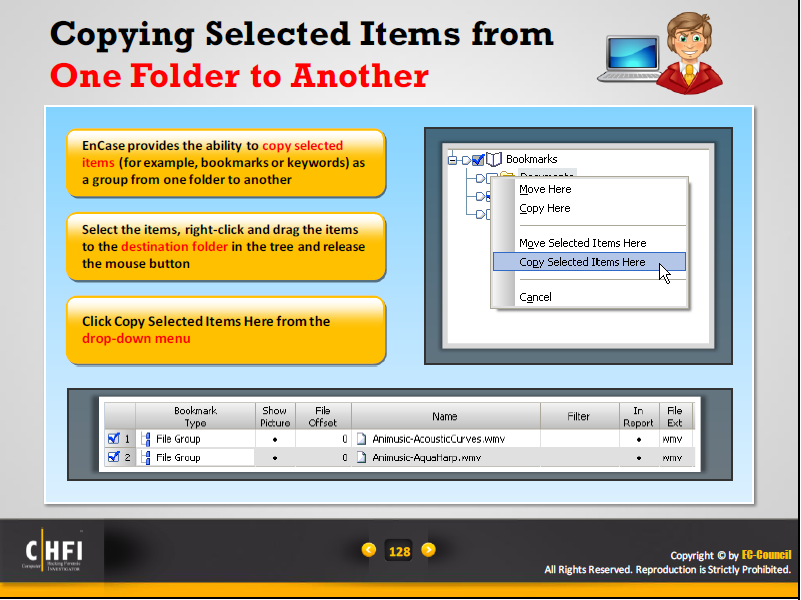 Copying Selected Items from
One Folder to Another
EnCase provides the ability to copy selected
items (for example, bookmarks or keywords) as
a group from one folder to another
Select the items, right-click and drag the items
to the destination folder in the tree and release
the mouse button
Click Copy Selected Items Here from the
drop-down menu
Bookmarks
Move Here
Copy Here
Move Selected Items Here
Copy Selected Items Here
Cancel
Bookmark Type Show Picture File Offset Name Filter In Report File Ext
1 File Group • 0 Animusic-AcousticCurves.wmv • wmv
2 File Group • 0 Animusic-AquaHarp.wmv • wmv
CHFI
Computer Hacking Forensic
INVESTIGATOR
128
Copyright © by EC-Council
All Rights Reserved. Reproduction is Strictly Prohibited.